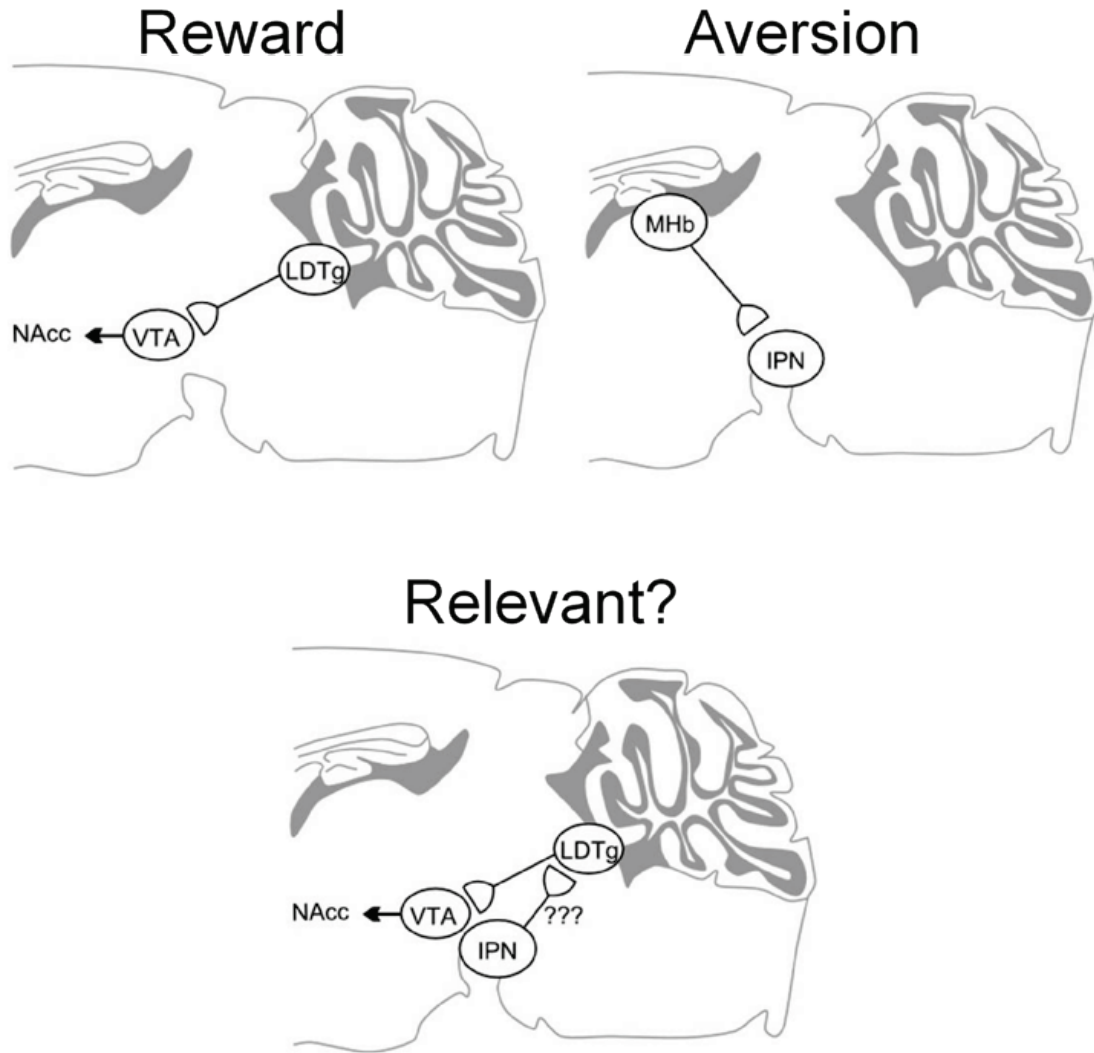 Reward
Aversion
MHb
LDTg
NAcc
VTA
IPN
Relevant?
LDTg
NAcc
VTA
???
IPN